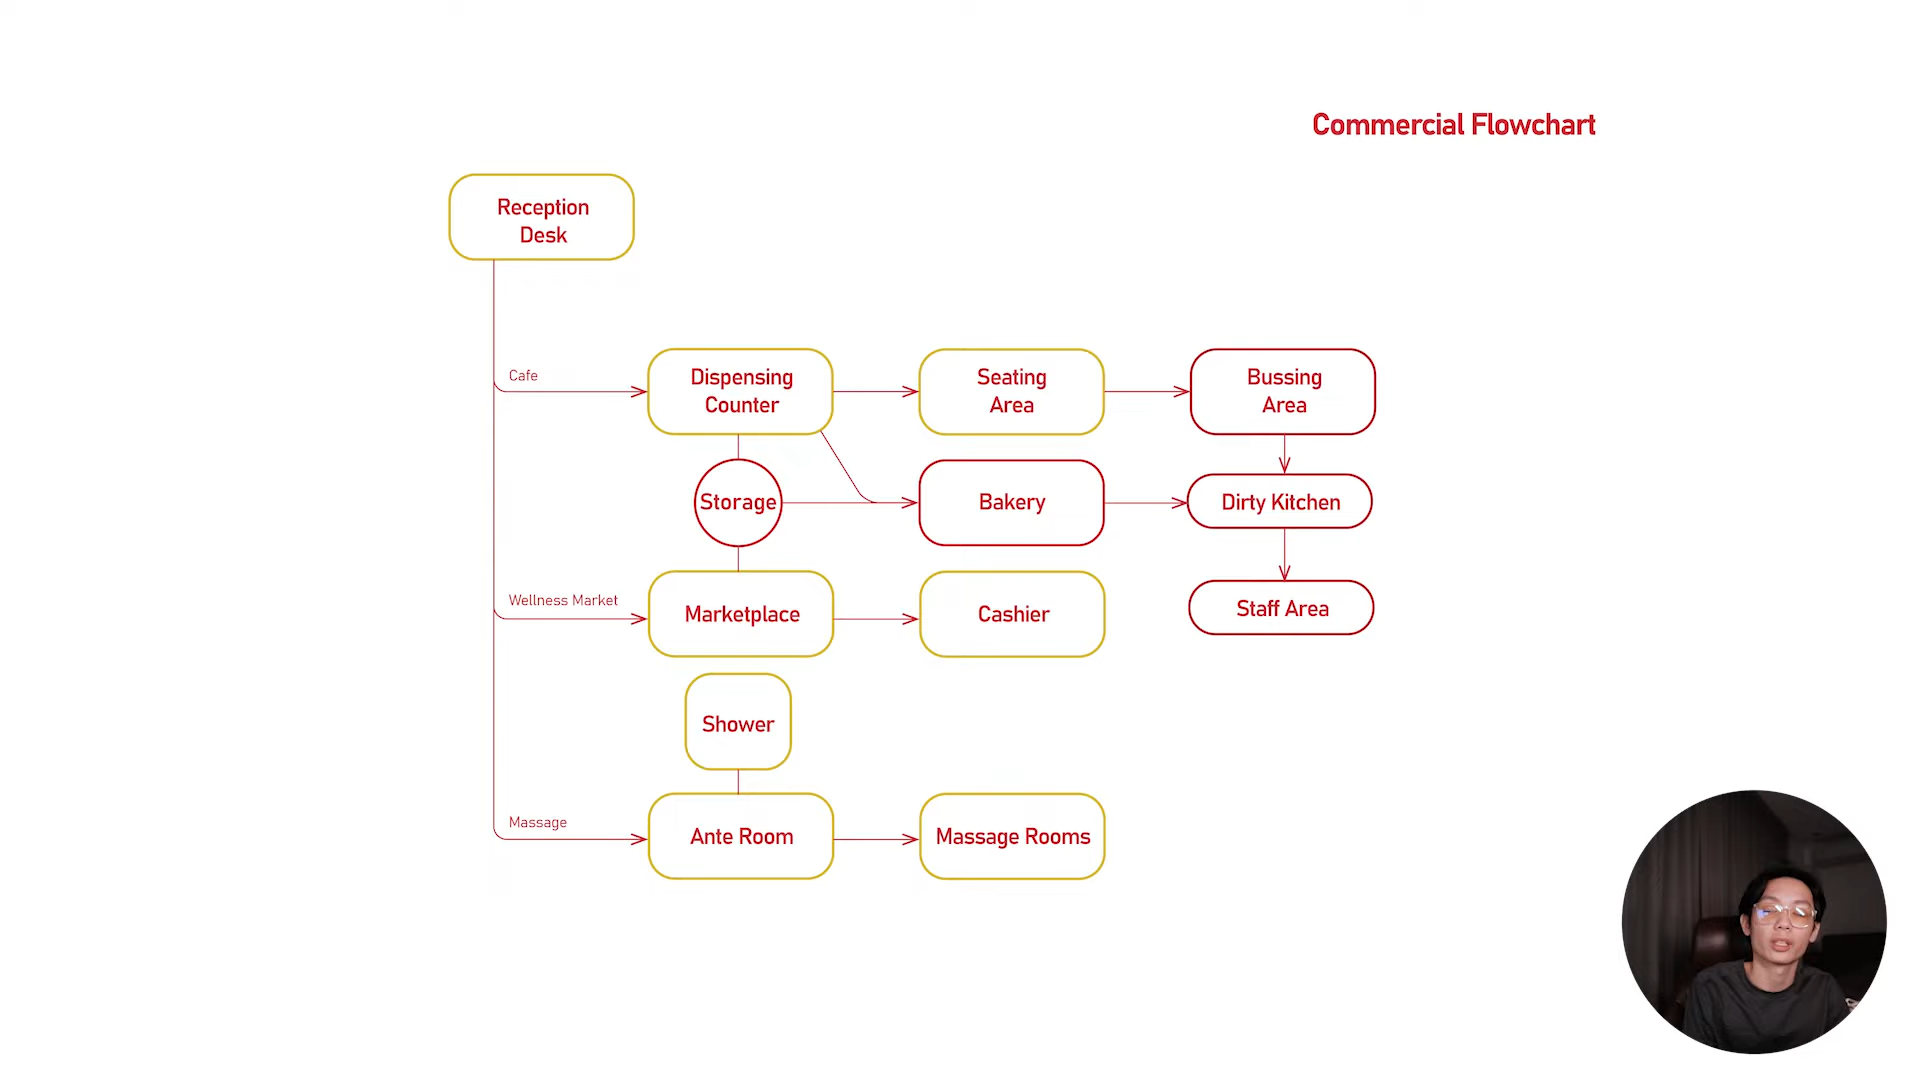 Commercial Flowchart
Reception
Desk
Cafe
Dispensing
Counter
Seating
Area
Bussing
Area
Storage
Bakery
Dirty Kitchen
Wellness Market
Marketplace
Cashier
Staff Area
Shower
Massage
Ante Room
Massage Rooms